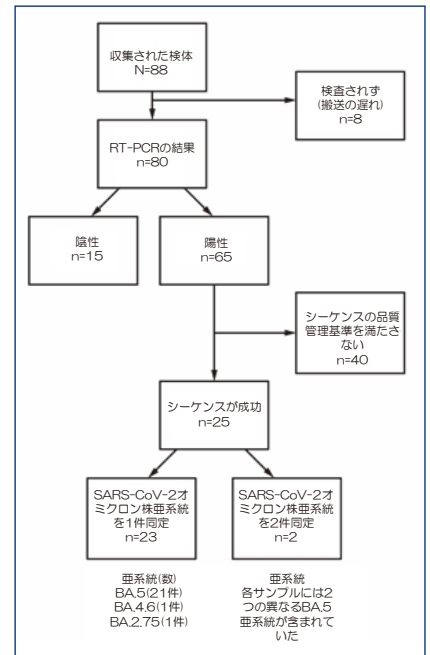 収集された検体
N=88
検査されず
(搬送の遅れ)
n=8
RT-PCRの結果
n=80
陰性
n=15
陽性
n=65
シーケンスの品質
管理基準を満たさ
ない
n=40
シーケンスが成功
n=25
SARS-CoV-2オ
ミクロン株亜系統
を1件同定
n=23
SARS-CoV-2オ
ミクロン株亜系統
を2件同定
n=2
亜系統(数)
BA.5(21件)
BA.4.6(1件)
BA.2.75(1件)
亜系統
各サンプルには2
つの異なるBA.5
亜系統が含まれて
いた